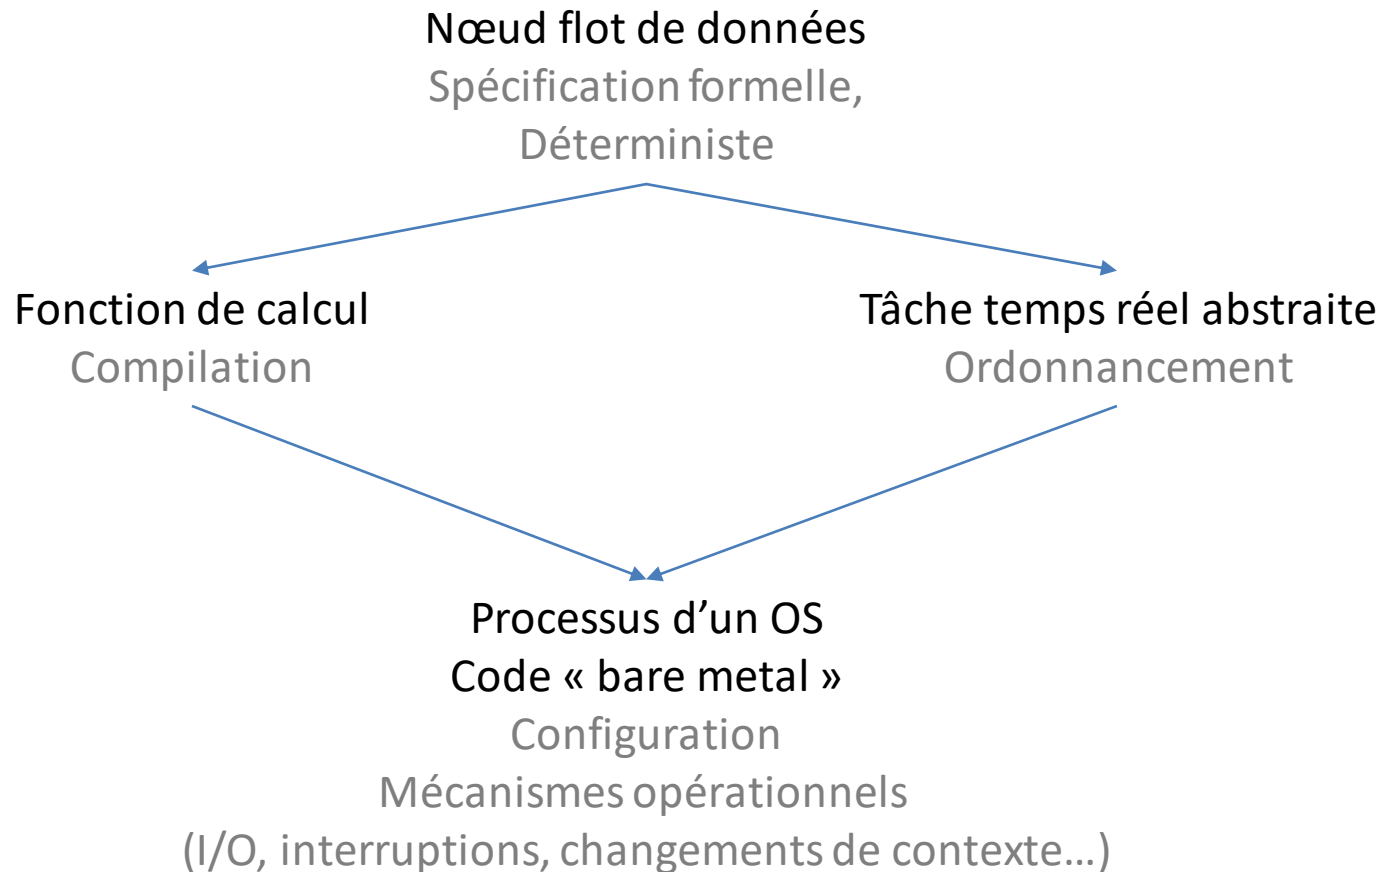 Nœud flot de données
Spécification formelle,
Déterministe
Fonction de calcul
Compilation
Tâche temps réel abstraite
Ordonnancement
Processus d’un OS
Code « bare metal »
Configuration
Mécanismes opérationnels
(I/O, interruptions, changements de contexte…)